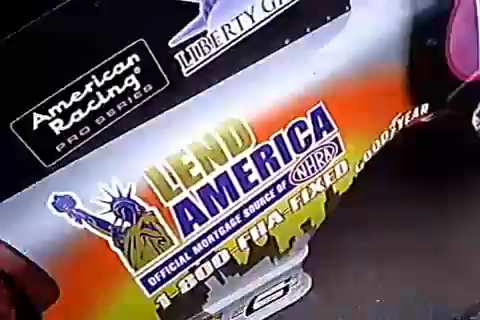 American
Racing
PRO SERIES
LIBERTY
LEND
AMERICA
OFFICIAL MORTGAGE SOURCE OF NHRA
1-800 FHA-FIXED
GOODYEAR